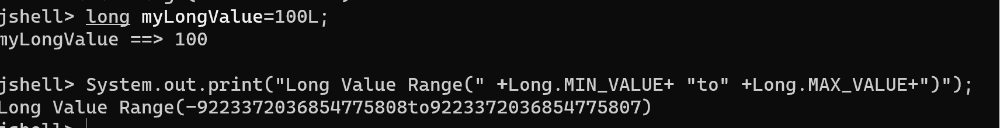 jshell> long myLongValue=100L;
myLongValue ==> 100
jshell> System.out.print("Long Value Range(" +Long.MIN_VALUE+ "to" +Long.MAX_VALUE+")");
Long Value Range(-9223372036854775808to9223372036854775807)
jshell>